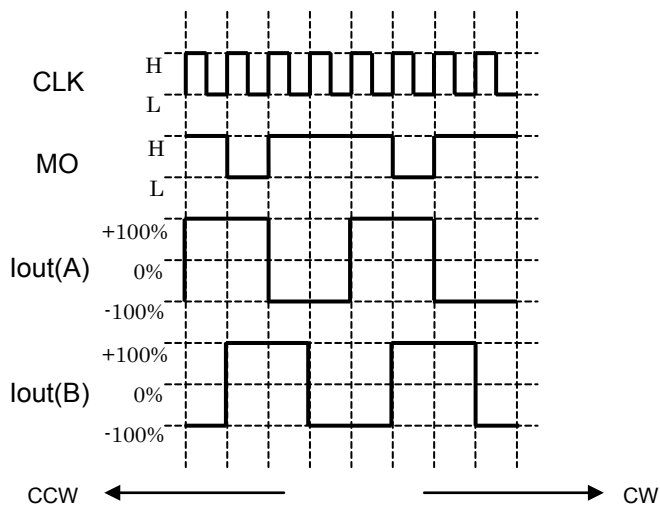 CLK
H
L
MO
H
L
Iout(A)
+100%
0%
-100%
Iout(B)
+100%
0%
-100%
CCW
CW